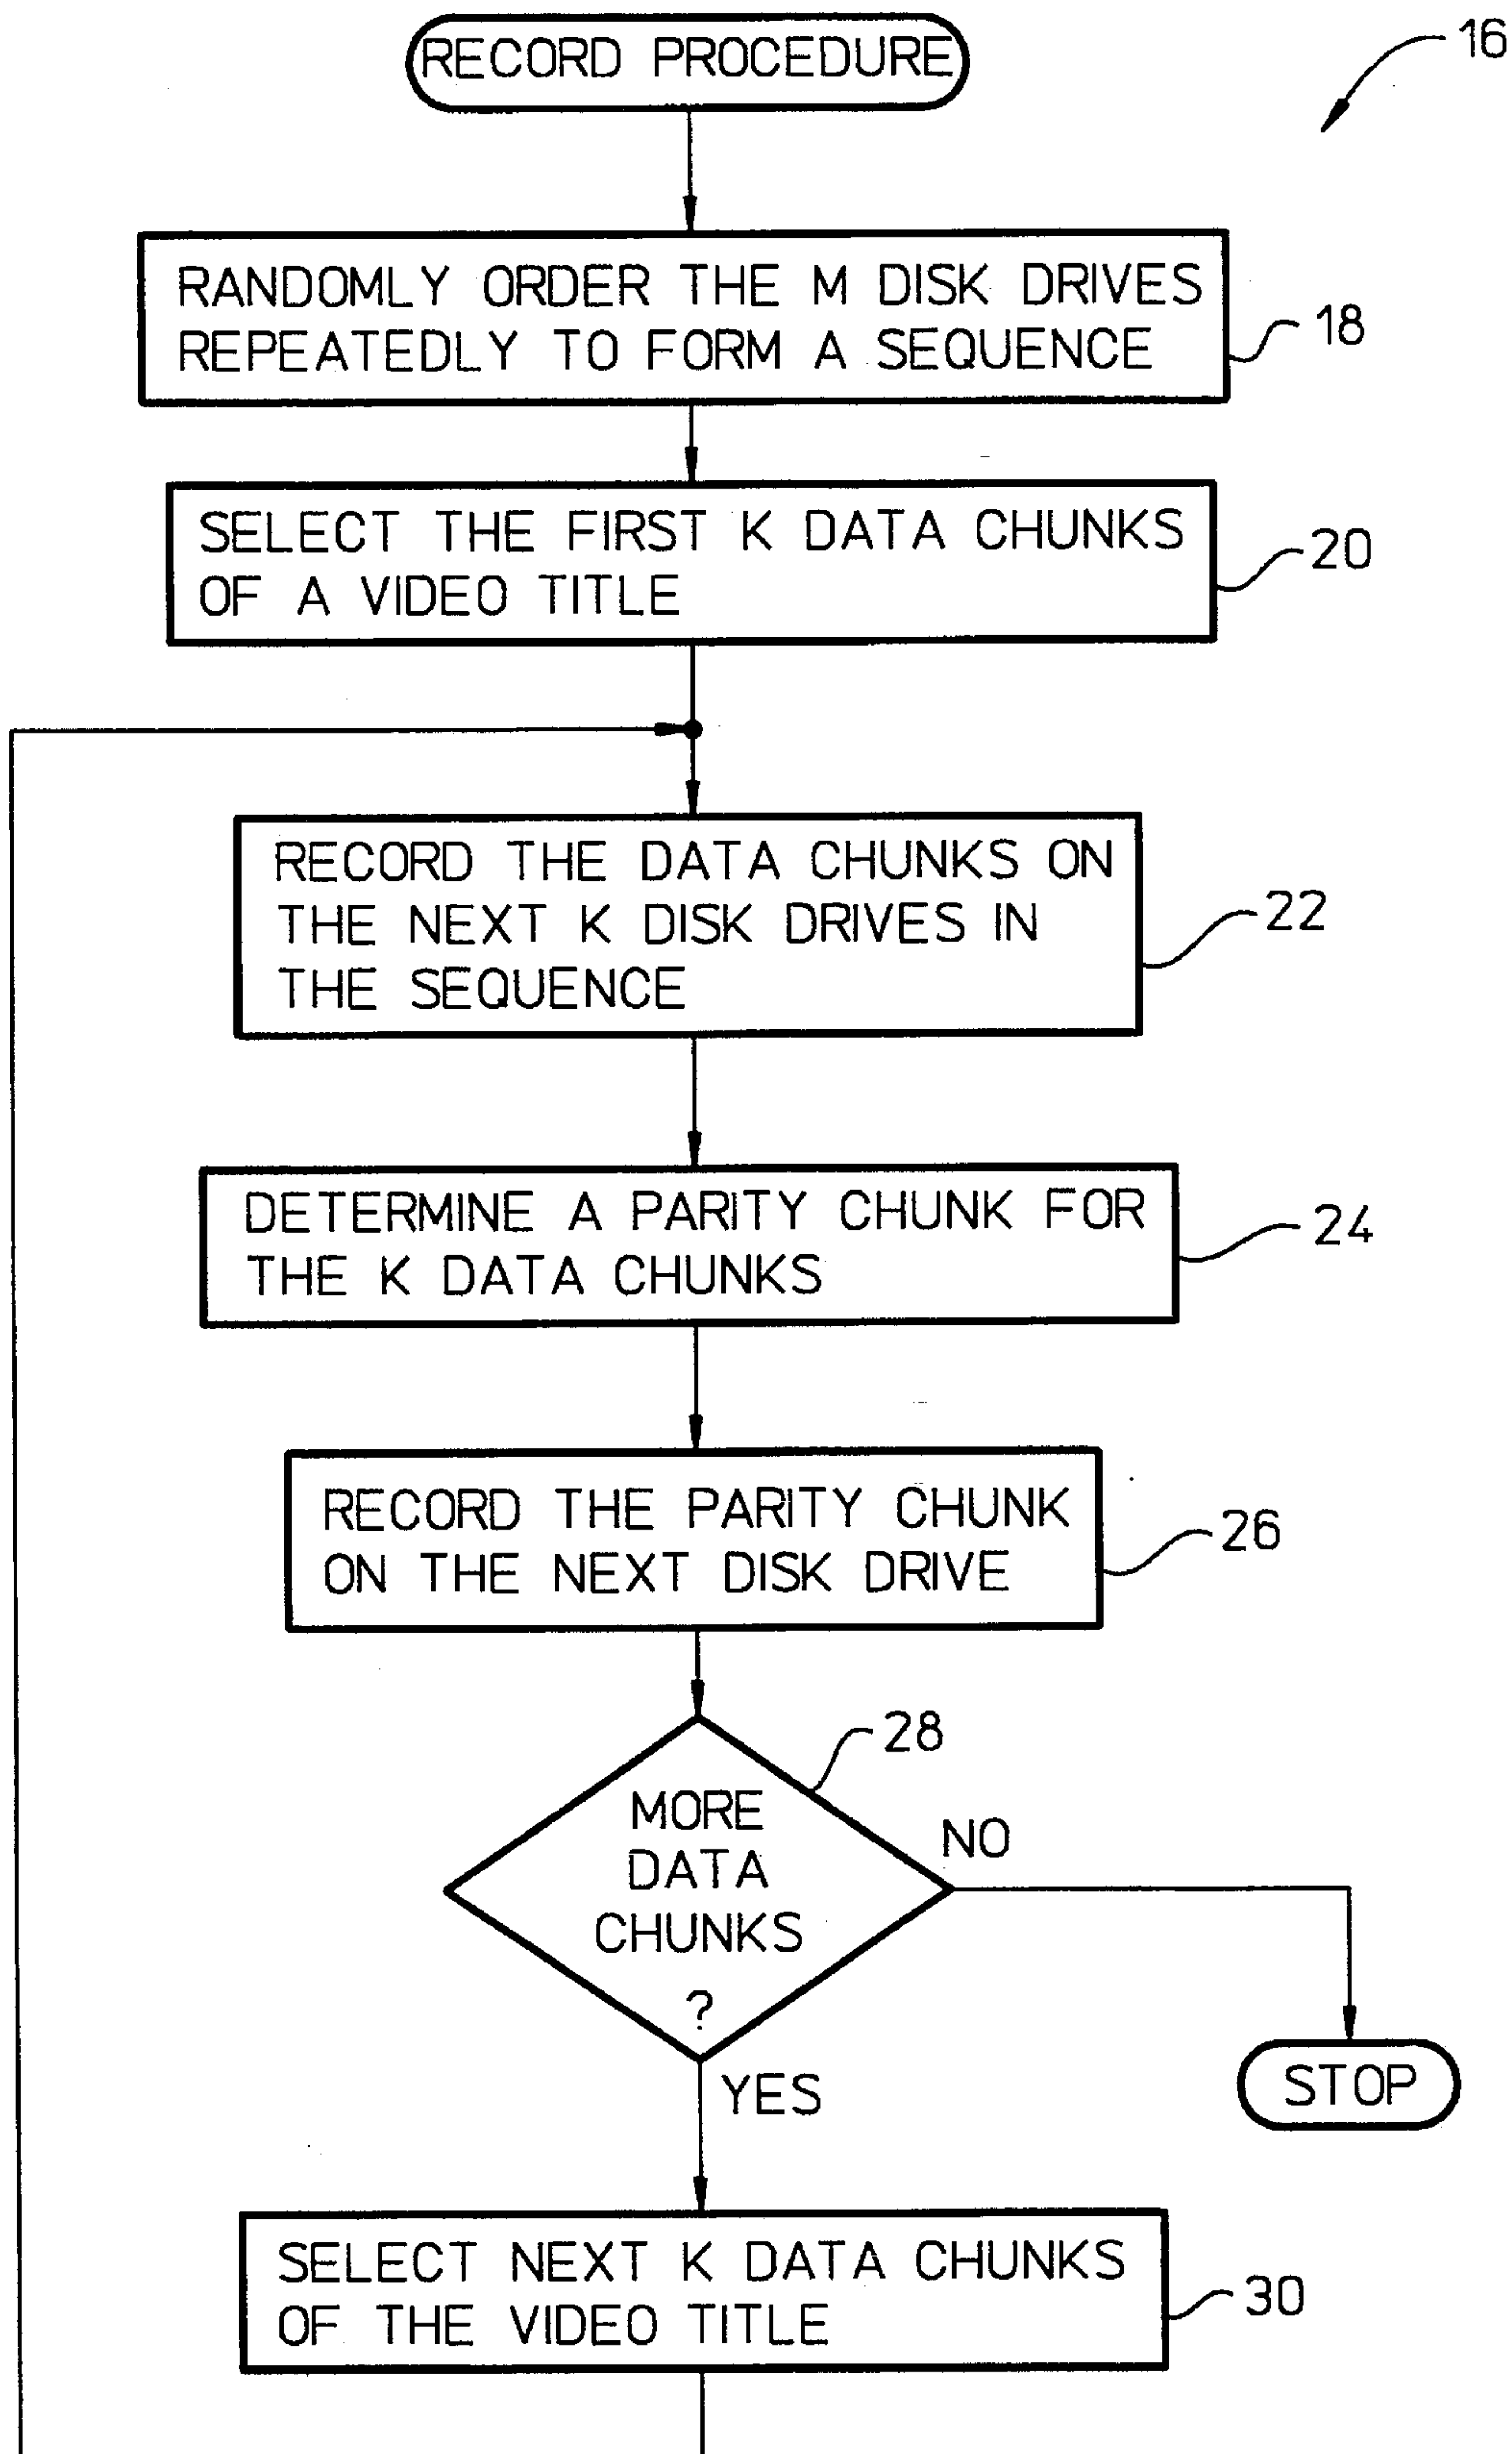 RECORD PROCEDURE
16
RANDOMLY ORDER THE M DISK DRIVES
REPEATEDLY TO FORM A SEQUENCE
18
SELECT THE FIRST K DATA CHUNKS
OF A VIDEO TITLE
20
RECORD THE DATA CHUNKS ON
THE NEXT K DISK DRIVES IN
THE SEQUENCE
22
DETERMINE A PARITY CHUNK FOR
THE K DATA CHUNKS
24
RECORD THE PARITY CHUNK
ON THE NEXT DISK DRIVE
26
28
MORE
DATA
CHUNKS
?
NO
STOP
YES
SELECT NEXT K DATA CHUNKS
OF THE VIDEO TITLE
30